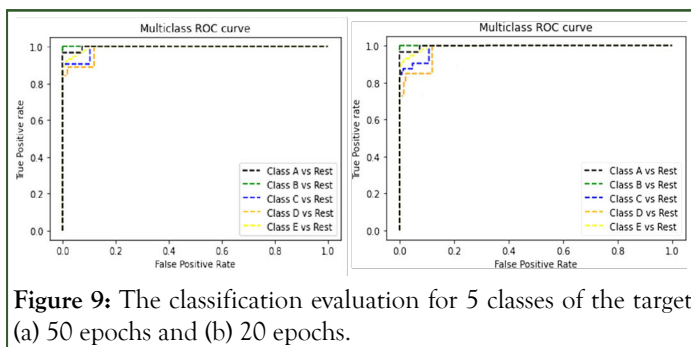 Multiclass ROC curve
1.0
0.8
0.6
0.4
0.2
0.0
True Positive rate
Class A vs Rest
Class B vs Rest
Class C vs Rest
Class D vs Rest
Class E vs Rest
0.0 0.2 0.4 0.6 0.8 1.0
False Positive Rate
Multiclass ROC curve
1.0
0.8
0.6
0.4
0.2
0.0
True Positive rate
Class A vs Rest
Class B vs Rest
Class C vs Rest
Class D vs Rest
Class E vs Rest
0.0 0.2 0.4 0.6 0.8 1.0
False Positive Rate
Figure 9: The classification evaluation for 5 classes of the target
(a) 50 epochs and (b) 20 epochs.